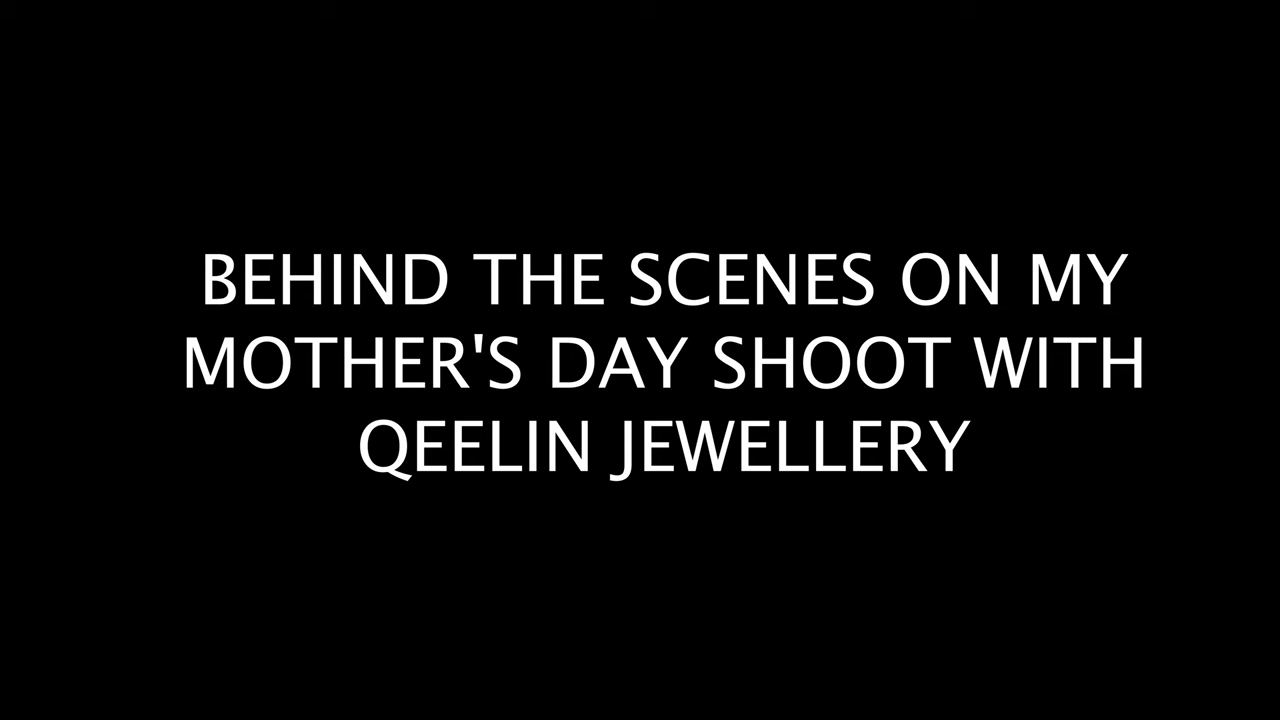 BEHIND THE SCENES ON MY
MOTHER'S DAY SHOOT WITH
QEELIN JEWELLERY